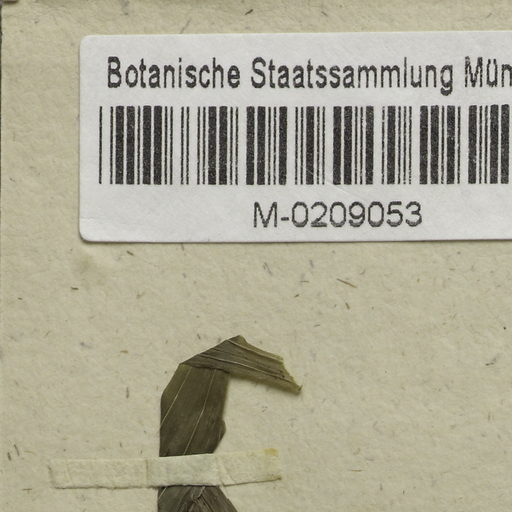 Botanische Staatssammlung Mün
M-0209053